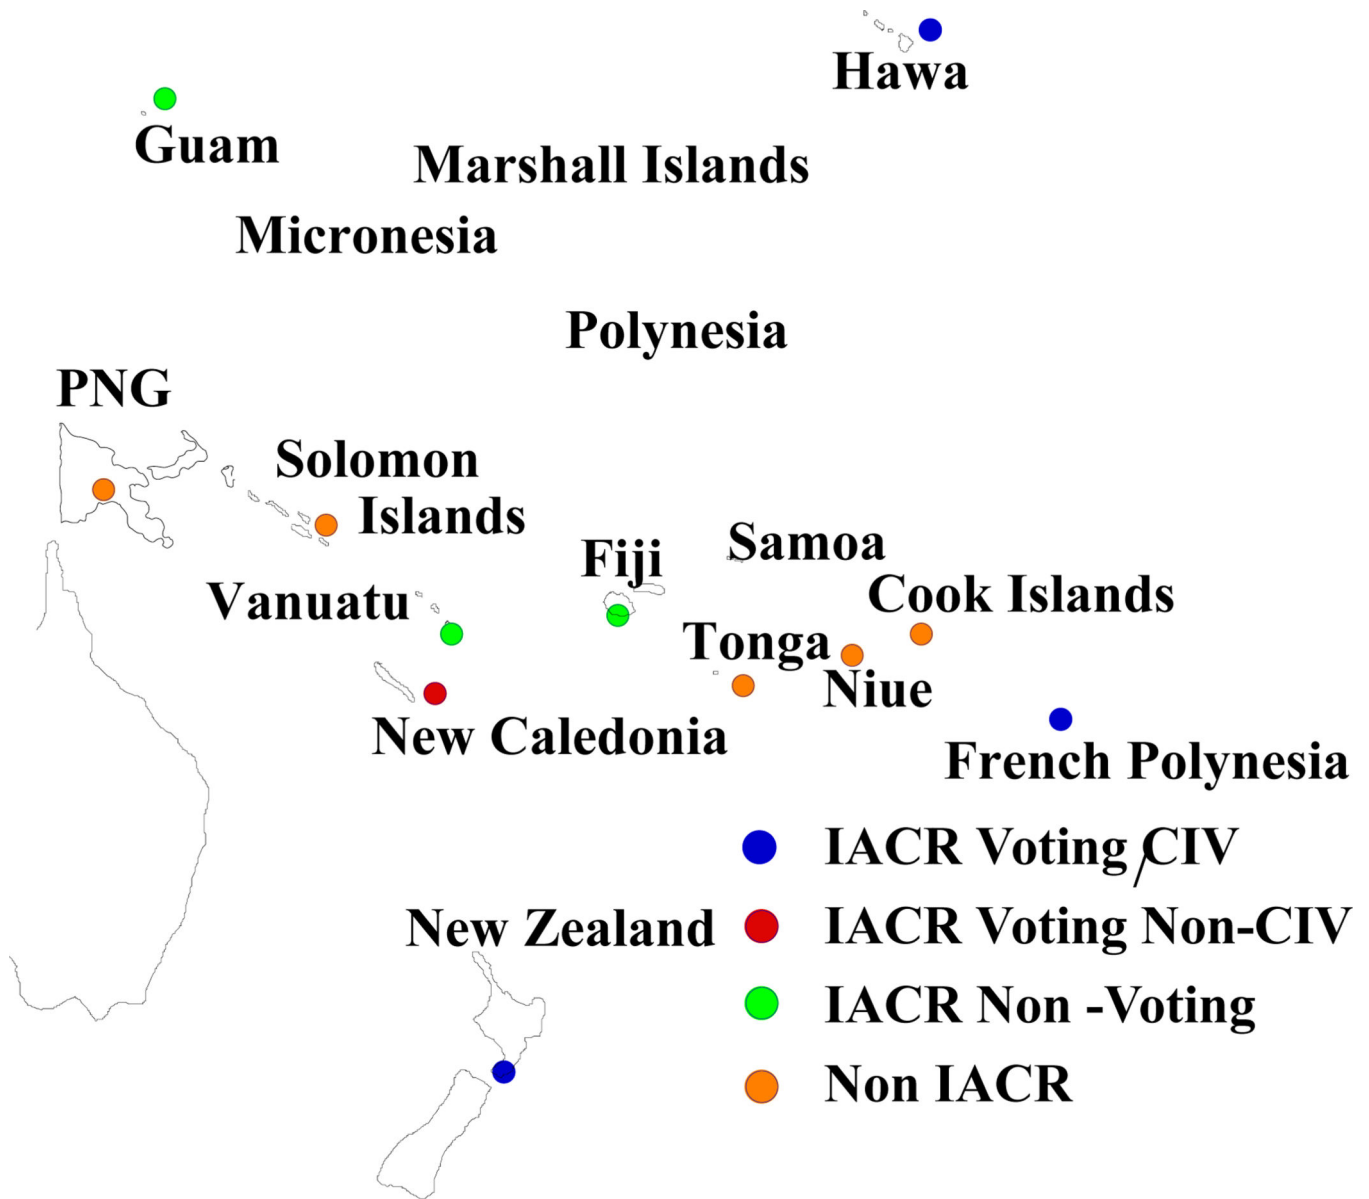 Hawa
Guam
Marshall Islands
Micronesia
Polynesia
PNG
Solomon
Islands
Fiji
Samoa
Vanuatu
Cook Islands
Tonga
Niue
New Caledonia
French Polynesia
IACR Voting/CIV
New Zealand
IACR Voting Non-CIV
IACR Non -Voting
Non IACR